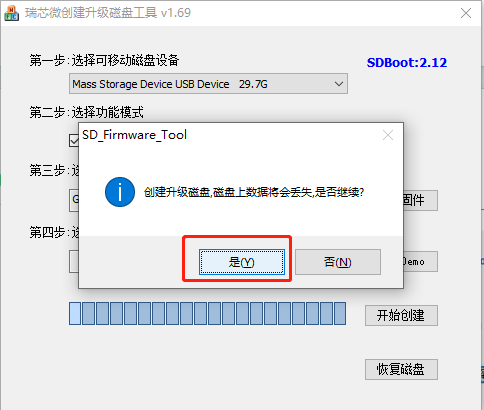 瑞芯微创建升级磁盘工具 v1.69
第一步:选择可移动磁盘设备
SDBoot:2.12
Mass Storage Device USB Device 29.7G
第二步:选择功能模式
SD_Firmware_Tool
第三步:
创建升级磁盘,磁盘上数据将会丢失,是否继续?
G
固件
第四步:
是(Y)
否(N)
Demo
开始创建
恢复磁盘